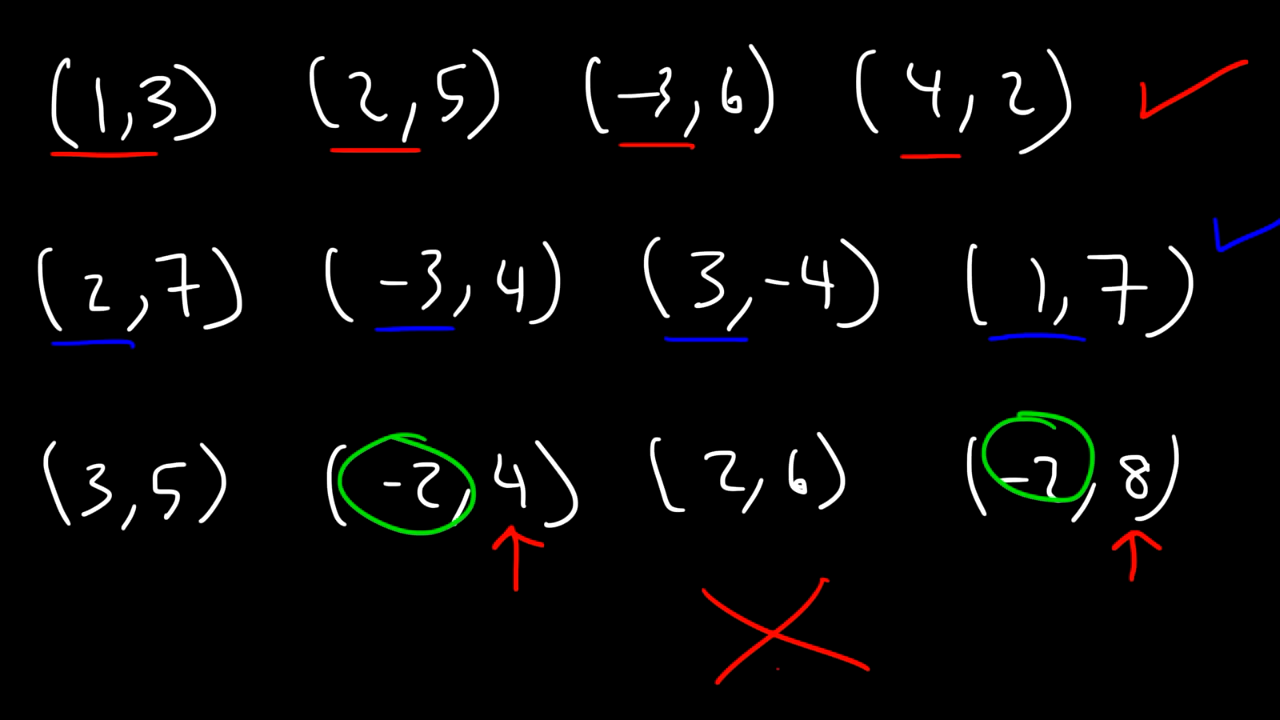 (1,3) (2,5) (-3,6) (4,2)
(2,7) (-3,4) (3,-4) (1,7)
(3,5) (-2,4) (2,6) (-2,8)